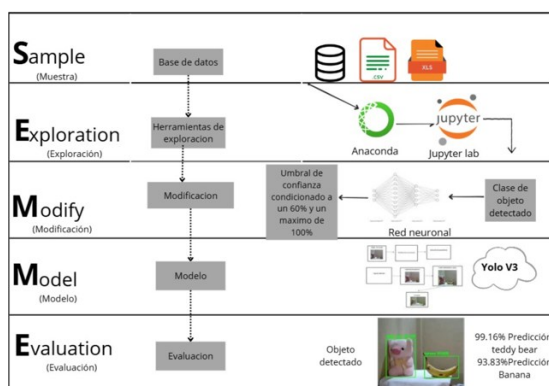 Sample
(Muestra)
Base de datos
CSV
XLS
Exploration
(Exploración)
Herramientas de
exploracion
Anaconda
jupyter
Jupyter lab
Modify
(Modificación)
Modificacion
Umbral de
confianza
condicionado a
un 60% y un
maximo de
100%
Red neuronal
Clase de
objeto
detectado
Model
(Modelo)
Modelo
Yolo V3
Evaluation
(Evaluación)
Evaluacion
Objeto
detectado
99.16% Predicción
teddy bear
93.83%Predicción
Banana